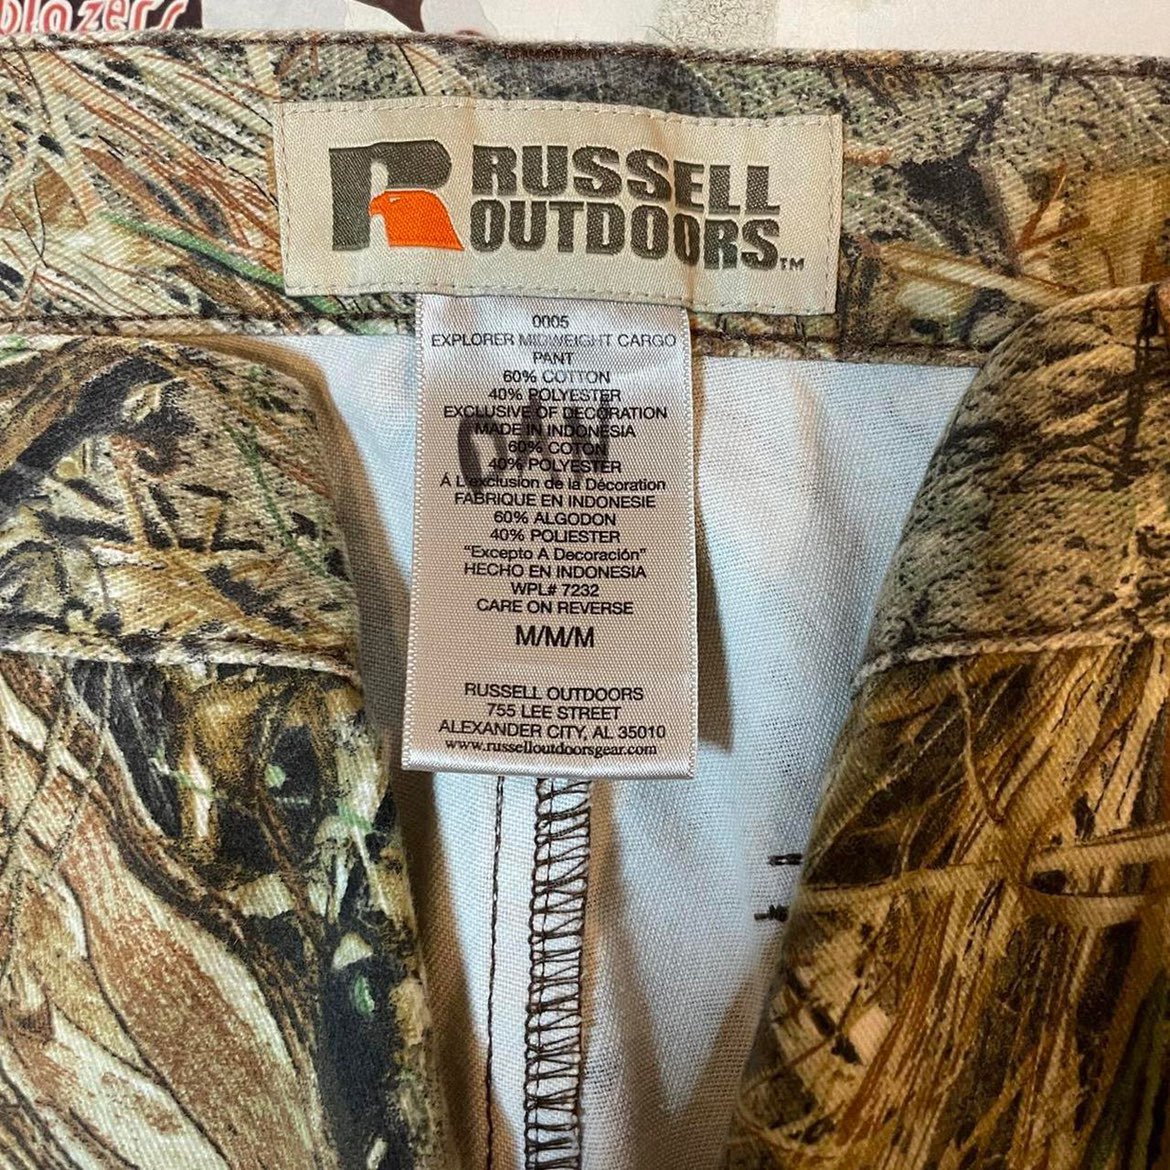 blazers
RUSSELL
OUTDOORS™
0005
EXPLORER MIDWEIGHT CARGO
PANT
60% COTTON
40% POLYESTER
EXCLUSIVE OF DECORATION
MADE IN INDONESIA
60% COTON
40% POLYESTER
À L'exclusion de la Décoration
FABRIQUE EN INDONESIE
60% ALGODON
40% POLIESTER
"Excepto A Decoración"
HECHO EN INDONESIA
WPL# 7232
CARE ON REVERSE
M/M/M
RUSSELL OUTDOORS
755 LEE STREET
ALEXANDER CITY, AL 35010
www.russelloutdoorsgear.com